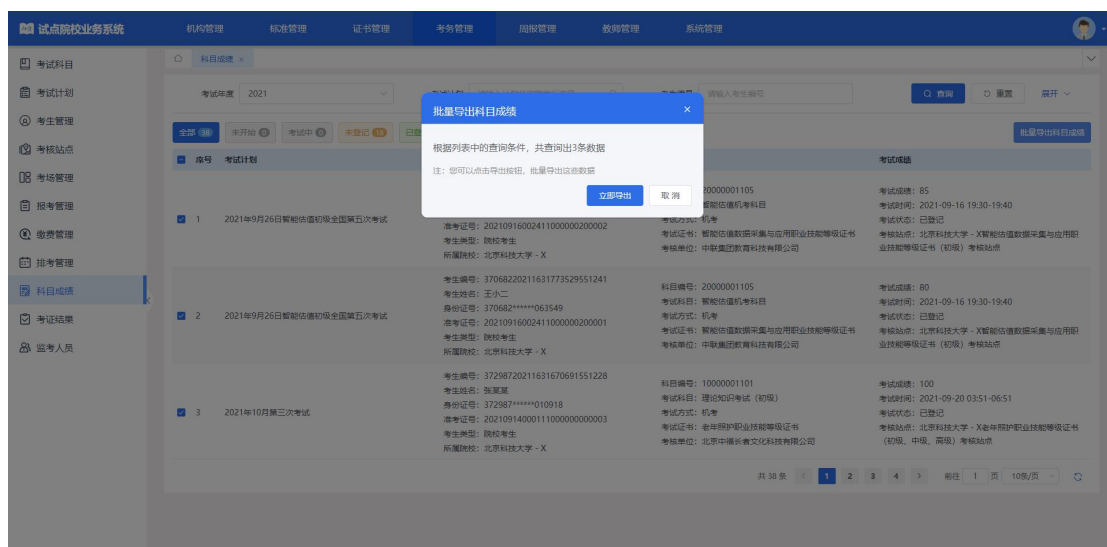 试点院校业务系统
机构管理
标准管理
证书管理
考务管理
周报管理
教师管理
系统管理
考试科目
考试计划
考生管理
考核站点
考场管理
报考管理
缴费管理
排考管理
科目成绩
考证结果
监考人员
科目成绩 ×
考试年度 2021
请输入考生编号
查询 重置 展开
全部 38 未开始 0 考试中 0 未登记 18
批量导出科目成绩
序号 考试计划 考试成绩
批量导出科目成绩 ×
根据列表中的查询条件，共查询出3条数据
注：您可以点击导出按钮，批量导出这些数据
立即导出 取 消
1 2021年9月26日智能估值初级全国第五次考试
准考证号：20210916002411000000200002
考生类型：院校考生
所属院校：北京科技大学 - X
20000001105
智能估值机考科目
考试方式：机考
考试证书：智能估值数据采集与应用职业技能等级证书
考核单位：中联集团教育科技有限公司
考试成绩：85
考试时间：2021-09-16 19:30-19:40
考试状态：已登记
考核站点：北京科技大学 - X智能估值数据采集与应用职
业技能等级证书（初级）考核站点
2 2021年9月26日智能估值初级全国第五次考试
考生编号：37068220211631773529551241
考生姓名：王小二
身份证号：370682******063549
准考证号：20210916002411000000200001
考生类型：院校考生
所属院校：北京科技大学 - X
科目编号：20000001105
考试科目：智能估值机考科目
考试方式：机考
考试证书：智能估值数据采集与应用职业技能等级证书
考核单位：中联集团教育科技有限公司
考试成绩：80
考试时间：2021-09-16 19:30-19:40
考试状态：已登记
考核站点：北京科技大学 - X智能估值数据采集与应用职
业技能等级证书（初级）考核站点
3 2021年10月第三次考试
考生编号：37298720211631670691551228
考生姓名：张某某
身份证号：372987******010918
准考证号：20210914000111000000000003
考生类型：院校考生
所属院校：北京科技大学 - X
科目编号：10000001101
考试科目：理论知识考试（初级）
考试方式：机考
考试证书：老年照护职业技能等级证书
考核单位：北京中福长者文化科技有限公司
考试成绩：100
考试时间：2021-09-20 03:51-06:51
考试状态：已登记
考核站点：北京科技大学 - X老年照护职业技能等级证书
（初级、中级、高级）考核站点
共 38 条 1 2 3 4 前往 1 页 10条/页